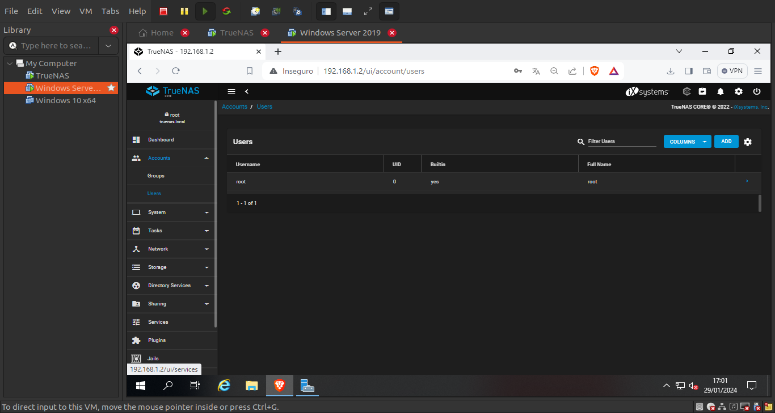 File Edit View VM Tabs Help
Library
Type here to sea...
My Computer
TrueNAS
Windows Serve...
Windows 10 x64
Home
TrueNAS
Windows Server 2019
TrueNAS - 192.168.1.2
Inseguro 192.168.1.2/ui/account/users
VPN
TrueNAS
CORE
systems
root
truenas.local
Dashboard
Accounts
Groups
Users
System
Tasks
Network
Storage
Directory Services
Sharing
Services
Plugins
Jails
192.168.1.2/ui/services
Accounts / Users
TrueNAS CORE® © 2022 - iXsystems, Inc.
Users
Filter Users
COLUMNS
ADD
Username UID Builtin Full Name
root 0 yes root
1 - 1 of 1
17:01
29/01/2024
To direct input to this VM, move the mouse pointer inside or press Ctrl+G.